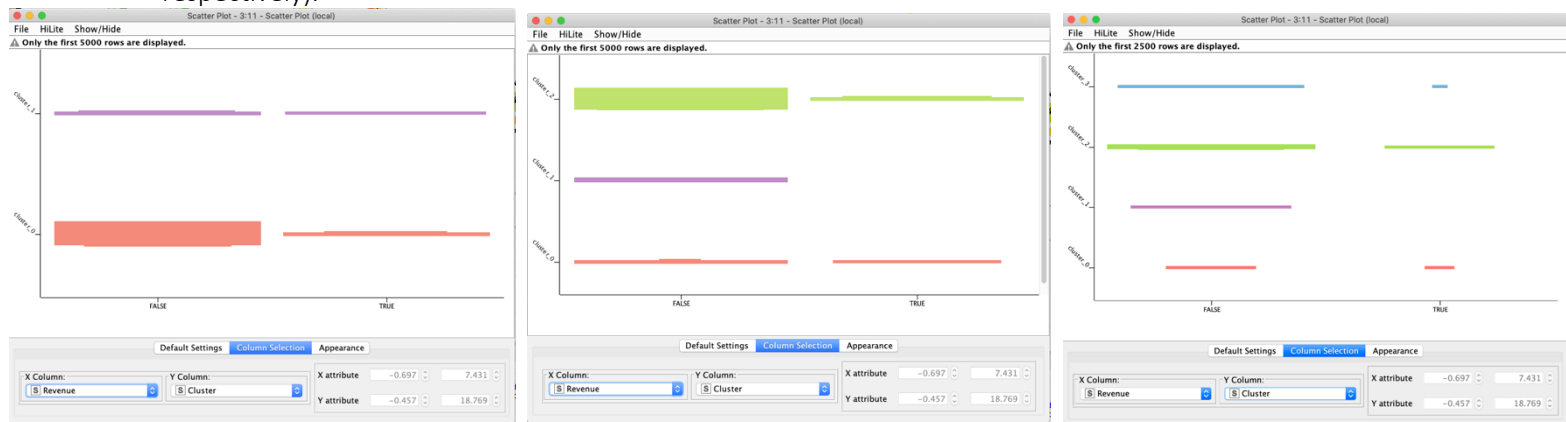 respectively).
Scatter Plot - 3:11 - Scatter Plot (local)
File HiLite Show/Hide
Only the first 5000 rows are displayed.
cluster_1
cluster_0
FALSE TRUE
Default Settings Column Selection Appearance
X Column: Y Column: X attribute -0.697 7.431
S Revenue S Cluster
Y attribute -0.457 18.769
Scatter Plot - 3:11 - Scatter Plot (local)
File HiLite Show/Hide
Only the first 5000 rows are displayed.
cluster_2
cluster_1
cluster_0
FALSE TRUE
Default Settings Column Selection Appearance
X Column: Y Column: X attribute -0.697 7.431
S Revenue S Cluster
Y attribute -0.457 18.769
Scatter Plot - 3:11 - Scatter Plot (local)
File HiLite Show/Hide
Only the first 2500 rows are displayed.
cluster_3
cluster_2
cluster_1
cluster_0
FALSE TRUE
Default Settings Column Selection Appearance
X Column: Y Column: X attribute -0.697 7.431
S Revenue S Cluster
Y attribute -0.457 18.769